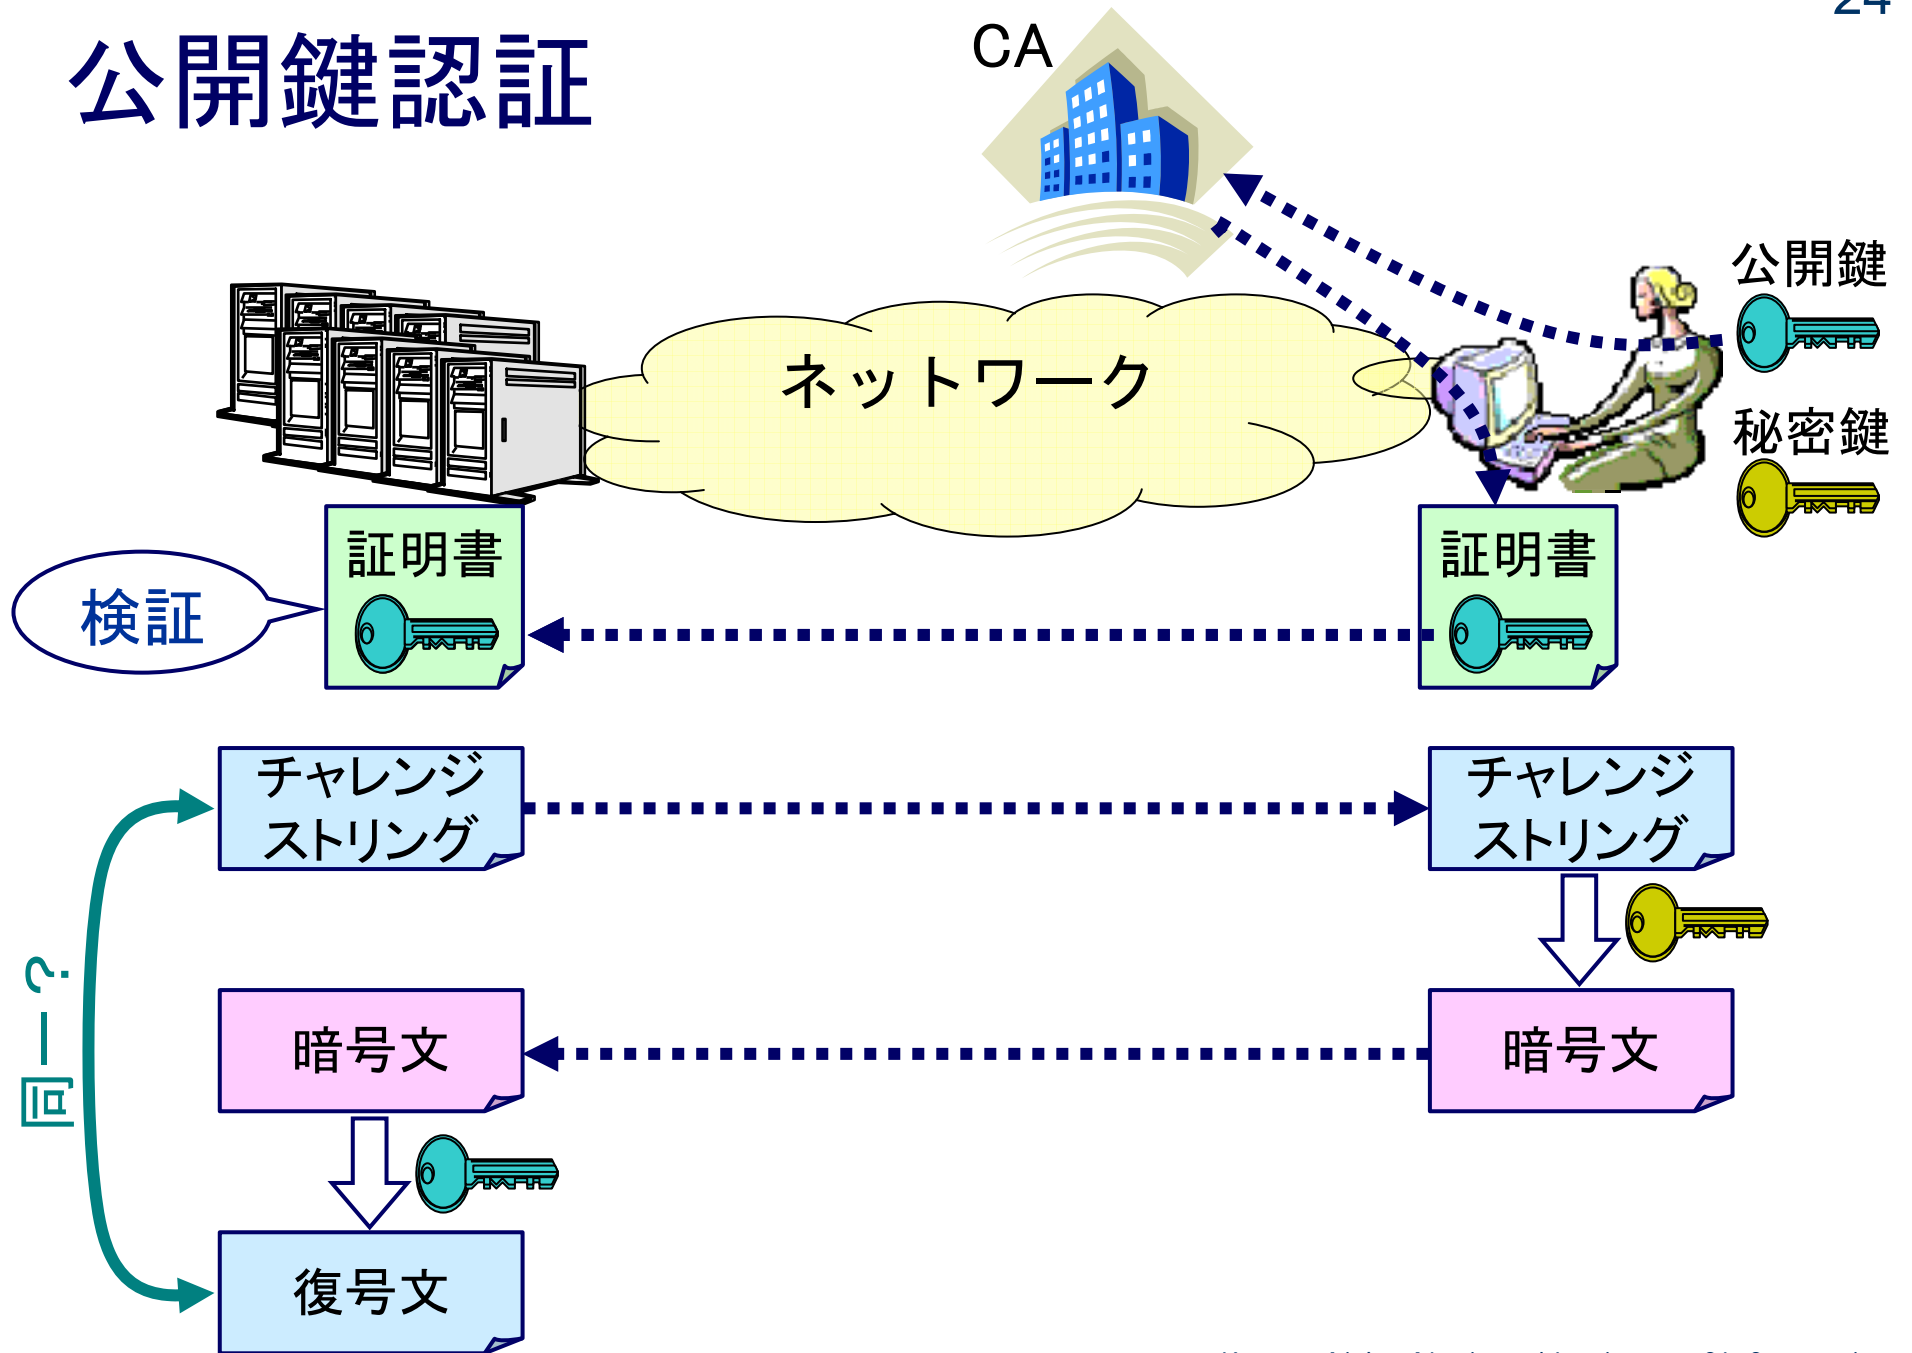 24
公開鍵認証
CA
公開鍵
ネットワーク
秘密鍵
証明書
証明書
検証
チャレンジ
ストリング
チャレンジ
ストリング
同一？
暗号文
暗号文
復号文